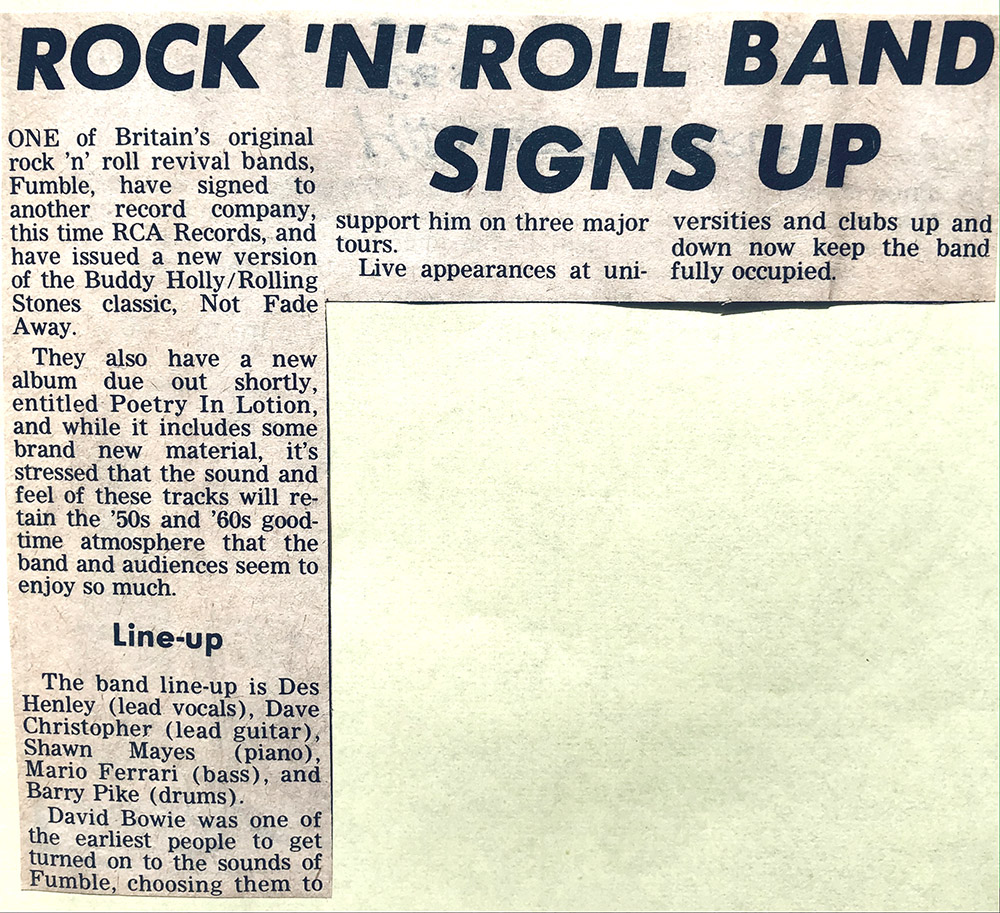 ROCK 'N' ROLL BAND
SIGNS UP
ONE of Britain's original
rock 'n' roll revival bands,
Fumble, have signed to
another record company,
this time RCA Records, and
have issued a new version
of the Buddy Holly/Rolling
Stones classic, Not Fade
Away.
They also have a new
album due out shortly,
entitled Poetry In Lotion,
and while it includes some
brand new material, it's
stressed that the sound and
feel of these tracks will re-
tain the '50s and '60s good-
time atmosphere that the
band and audiences seem to
enjoy so much.
Line-up
The band line-up is Des
Henley (lead vocals), Dave
Christopher (lead guitar),
Shawn Mayes (piano),
Mario Ferrari (bass), and
Barry Pike (drums).
David Bowie was one of
the earliest people to get
turned on to the sounds of
Fumble, choosing them to
support him on three major
tours.
Live appearances at uni-
versities and clubs up and
down now keep the band
fully occupied.